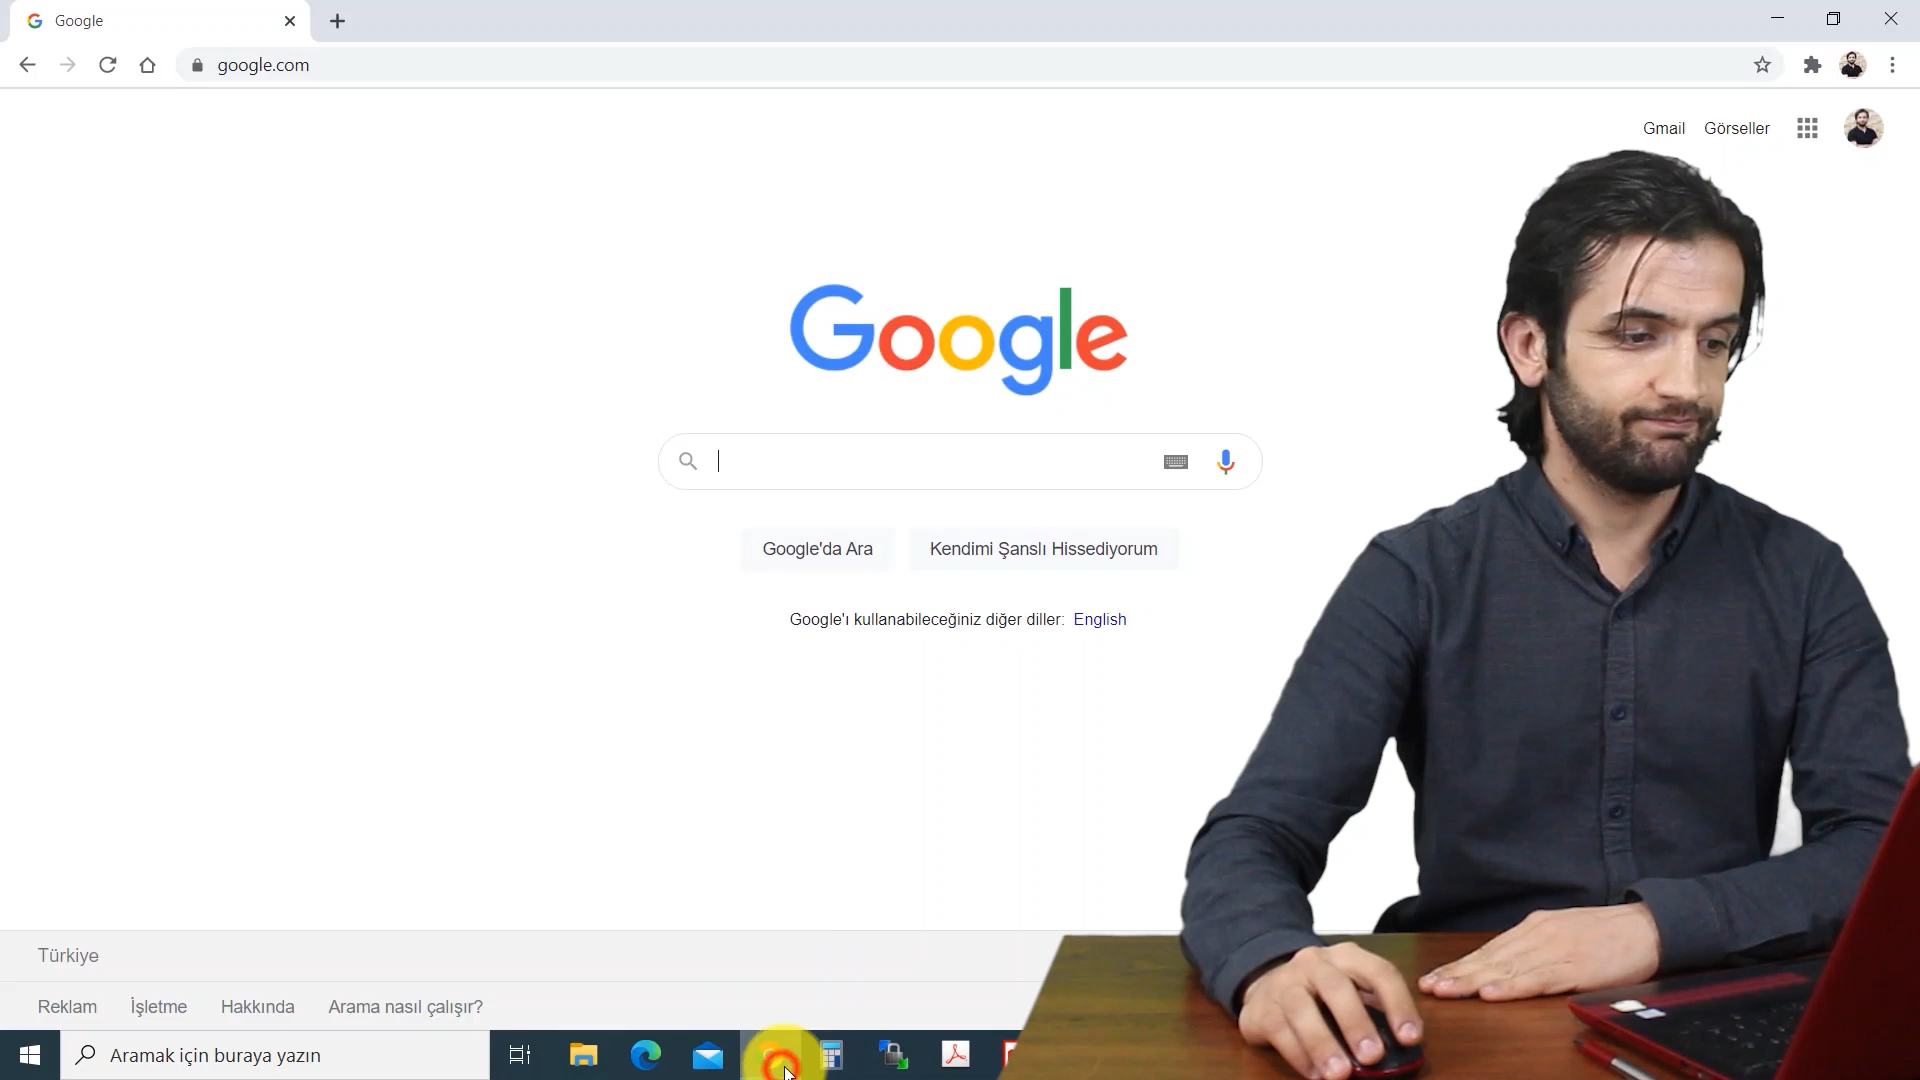 Google
google.com
Gmail Görseller
Google
Google'da Ara Kendimi Şanslı Hissediyorum
Google'ı kullanabileceğiniz diğer diller: English
Türkiye
Reklam İşletme Hakkında Arama nasıl çalışır?
Aramak için buraya yazın